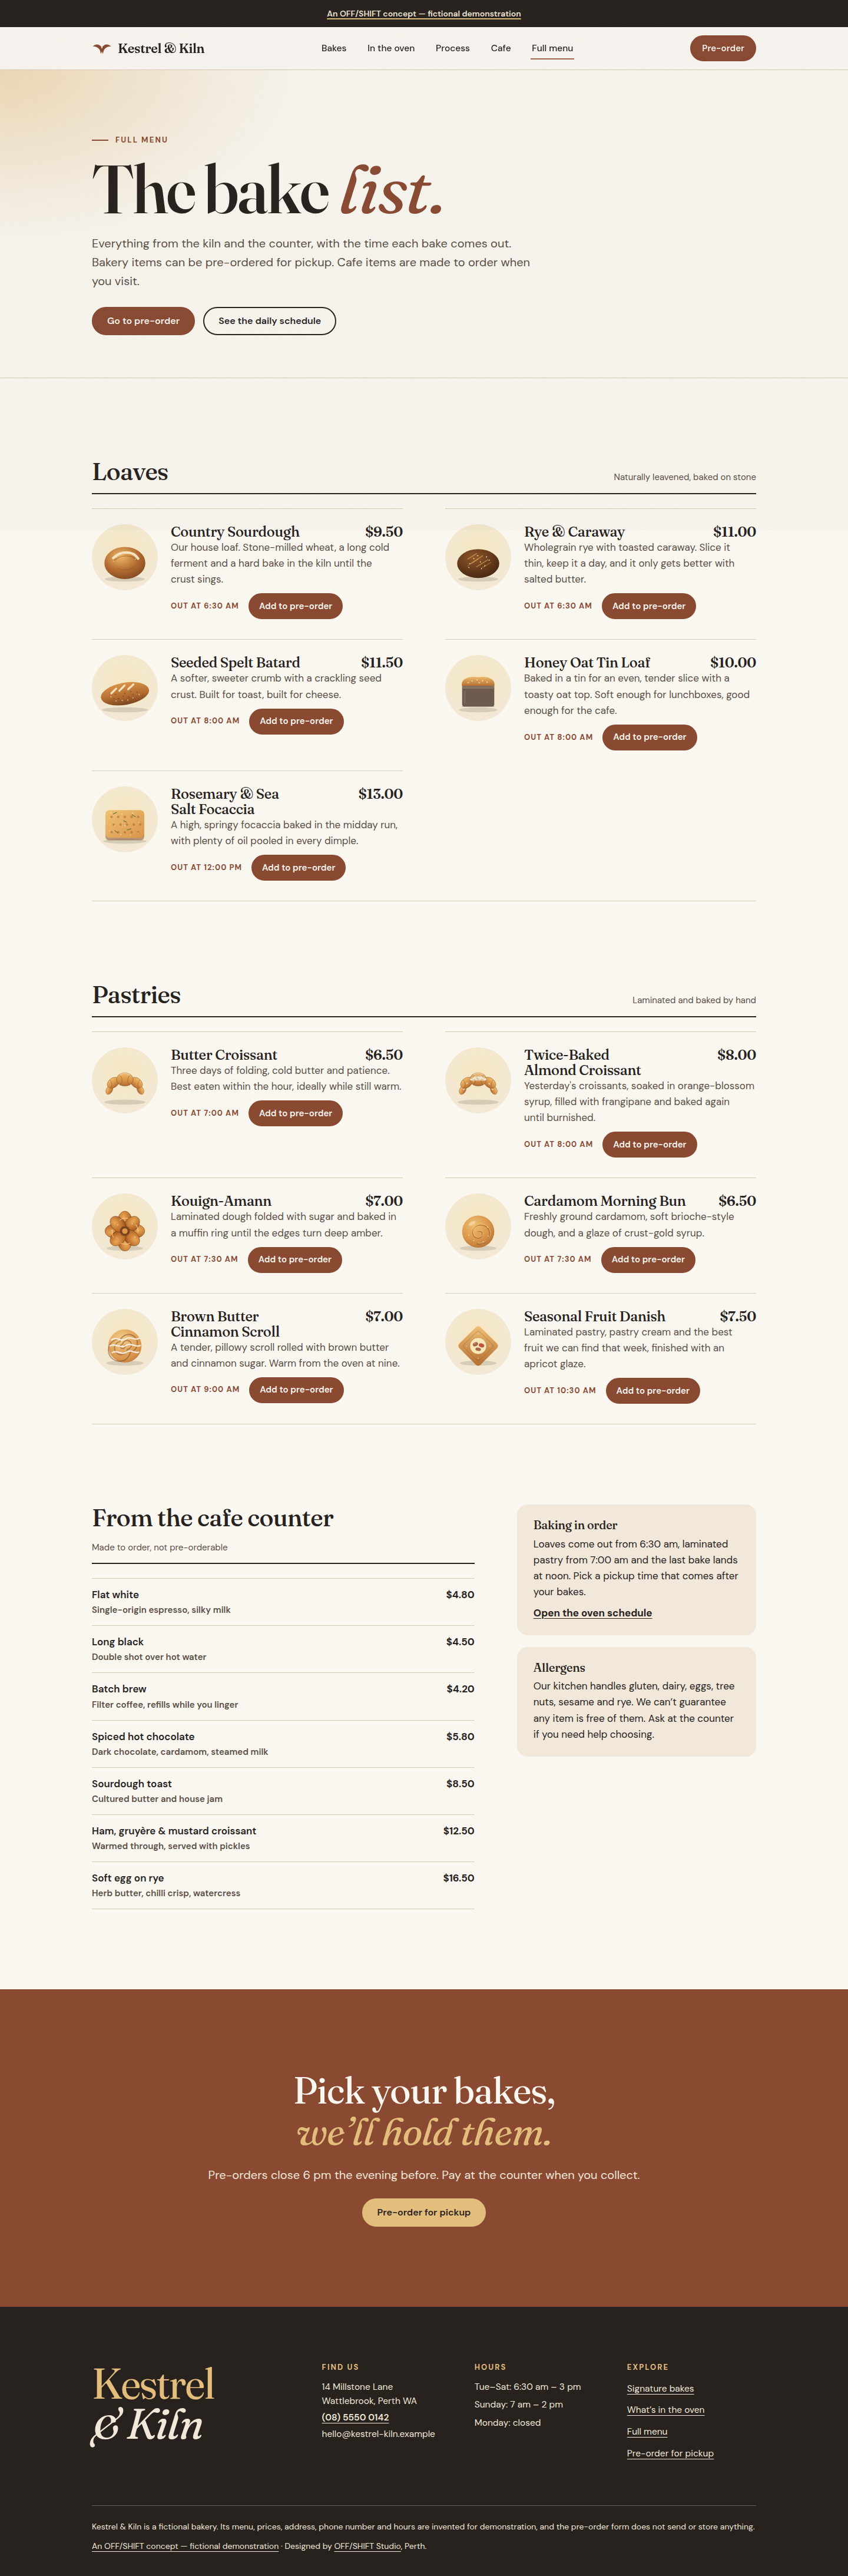 An OFF/SHIFT concept — fictional demonstration
Kestrel & Kiln
Bakes
In the oven
Process
Cafe
Full menu
Pre-order
FULL MENU
The bake list.
Everything from the kiln and the counter, with the time each bake comes out.
Bakery items can be pre-ordered for pickup. Cafe items are made to order when
you visit.
Go to pre-order
See the daily schedule
Loaves
Naturally leavened, baked on stone
Country Sourdough $9.50
Our house loaf. Stone-milled wheat, a long cold
ferment and a hard bake in the kiln until the
crust sings.
OUT AT 6:30 AM
Add to pre-order
Rye & Caraway $11.00
Wholegrain rye with toasted caraway. Slice it
thin, keep it a day, and it only gets better with
salted butter.
OUT AT 6:30 AM
Add to pre-order
Seeded Spelt Batard $11.50
A softer, sweeter crumb with a crackling seed
crust. Built for toast, built for cheese.
OUT AT 8:00 AM
Add to pre-order
Honey Oat Tin Loaf $10.00
Baked in a tin for an even, tender slice with a
toasty oat top. Soft enough for lunchboxes, good
enough for the cafe.
OUT AT 8:00 AM
Add to pre-order
Rosemary & Sea
Salt Focaccia
$13.00
A high, springy focaccia baked in the midday run,
with plenty of oil pooled in every dimple.
OUT AT 12:00 PM
Add to pre-order
Pastries
Laminated and baked by hand
Butter Croissant $6.50
Three days of folding, cold butter and patience.
Best eaten within the hour, ideally while still warm.
OUT AT 7:00 AM
Add to pre-order
Twice-Baked
Almond Croissant
$8.00
Yesterday's croissants, soaked in orange-blossom
syrup, filled with frangipane and baked again
until burnished.
OUT AT 8:00 AM
Add to pre-order
Kouign-Amann $7.00
Laminated dough folded with sugar and baked in
a muffin ring until the edges turn deep amber.
OUT AT 7:30 AM
Add to pre-order
Cardamom Morning Bun $6.50
Freshly ground cardamom, soft brioche-style
dough, and a glaze of crust-gold syrup.
OUT AT 7:30 AM
Add to pre-order
Brown Butter
Cinnamon Scroll
$7.00
A tender, pillowy scroll rolled with brown butter
and cinnamon sugar. Warm from the oven at nine.
OUT AT 9:00 AM
Add to pre-order
Seasonal Fruit Danish $7.50
Laminated pastry, pastry cream and the best
fruit we can find that week, finished with an
apricot glaze.
OUT AT 10:30 AM
Add to pre-order
From the cafe counter
Made to order, not pre-orderable
Flat white $4.80
Single-origin espresso, silky milk
Long black $4.50
Double shot over hot water
Batch brew $4.20
Filter coffee, refills while you linger
Spiced hot chocolate $5.80
Dark chocolate, cardamom, steamed milk
Sourdough toast $8.50
Cultured butter and house jam
Ham, gruyère & mustard croissant $12.50
Warmed through, served with pickles
Soft egg on rye $16.50
Herb butter, chilli crisp, watercress
Baking in order
Loaves come out from 6:30 am, laminated
pastry from 7:00 am and the last bake lands
at noon. Pick a pickup time that comes after
your bakes.
Open the oven schedule
Allergens
Our kitchen handles gluten, dairy, eggs, tree
nuts, sesame and rye. We can't guarantee
any item is free of them. Ask at the counter
if you need help choosing.
Pick your bakes,
we'll hold them.
Pre-orders close 6 pm the evening before. Pay at the counter when you collect.
Pre-order for pickup
Kestrel
& Kiln
FIND US
14 Millstone Lane
Wattlebrook, Perth WA
(08) 5550 0142
hello@kestrel-kiln.example
HOURS
Tue–Sat: 6:30 am – 3 pm
Sunday: 7 am – 2 pm
Monday: closed
EXPLORE
Signature bakes
What's in the oven
Full menu
Pre-order for pickup
Kestrel & Kiln is a fictional bakery. Its menu, prices, address, phone number and hours are invented for demonstration, and the pre-order form does not send or store anything.
An OFF/SHIFT concept — fictional demonstration · Designed by OFF/SHIFT Studio, Perth.